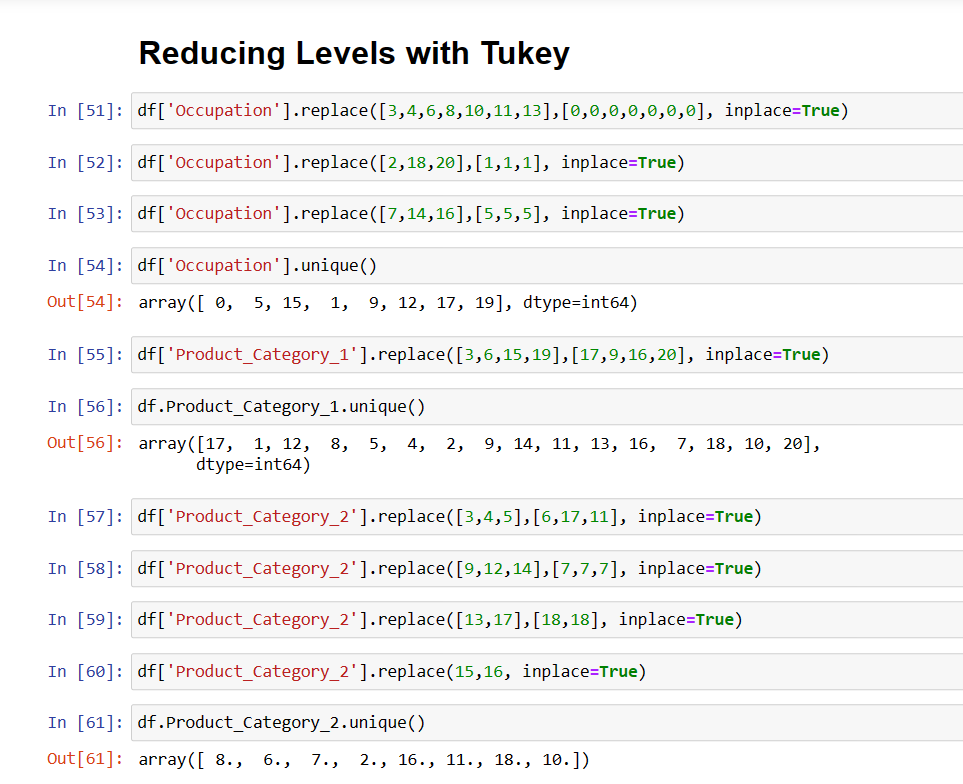 Reducing Levels with Tukey
In [51]: df['Occupation'].replace([3,4,6,8,10,11,13],[0,0,0,0,0,0,0], inplace=True)
In [52]: df['Occupation'].replace([2,18,20],[1,1,1], inplace=True)
In [53]: df['Occupation'].replace([7,14,16],[5,5,5], inplace=True)
In [54]: df['Occupation'].unique()
Out[54]: array([ 0,  5, 15,  1,  9, 12, 17, 19], dtype=int64)
In [55]: df['Product_Category_1'].replace([3,6,15,19],[17,9,16,20], inplace=True)
In [56]: df.Product_Category_1.unique()
Out[56]: array([17,  1, 12,  8,  5,  4,  2,  9, 14, 11, 13, 16,  7, 18, 10, 20],
      dtype=int64)
In [57]: df['Product_Category_2'].replace([3,4,5],[6,17,11], inplace=True)
In [58]: df['Product_Category_2'].replace([9,12,14],[7,7,7], inplace=True)
In [59]: df['Product_Category_2'].replace([13,17],[18,18], inplace=True)
In [60]: df['Product_Category_2'].replace(15,16, inplace=True)
In [61]: df.Product_Category_2.unique()
Out[61]: array([ 8.,  6.,  7.,  2., 16., 11., 18., 10.])